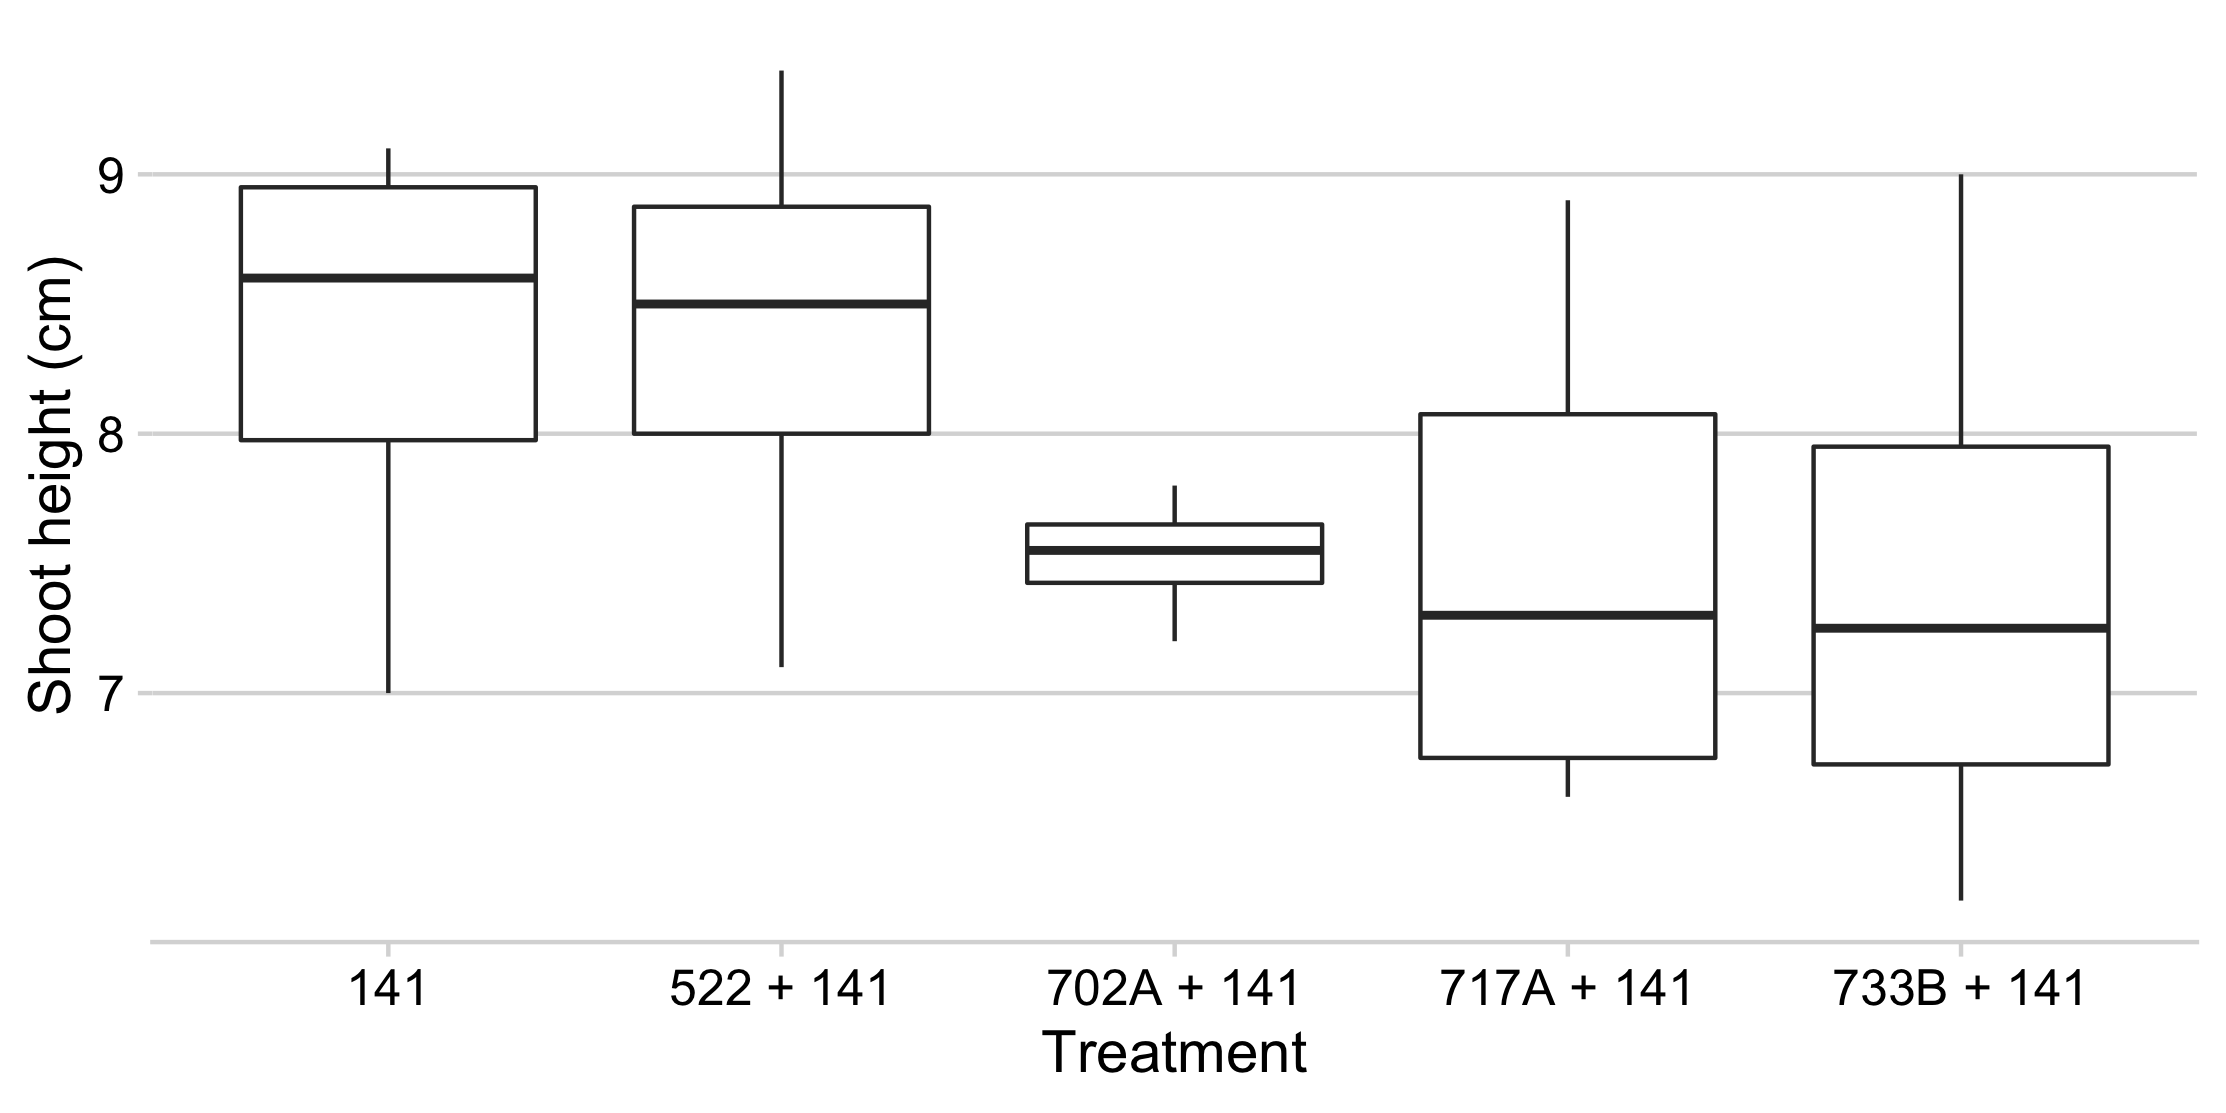 Shoot height (cm)
9
8
7
141
522 + 141
702A + 141
717A + 141
733B + 141
Treatment